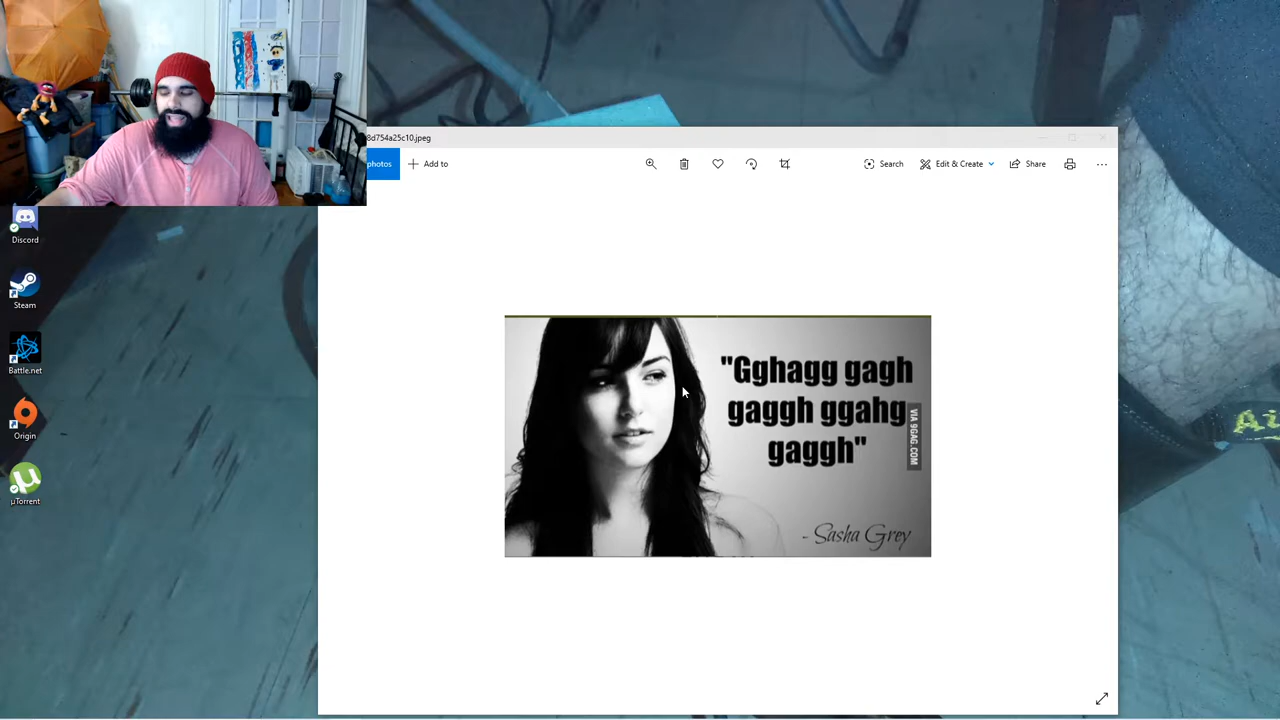 8d754a25c10.jpeg
photos
Add to
Search
Edit & Create
Share
Discord
Steam
Battle.net
Origin
µTorrent
"Gghagg gagh
gaggh ggahg
gaggh"
VIA 9GAG.COM
- Sasha Grey